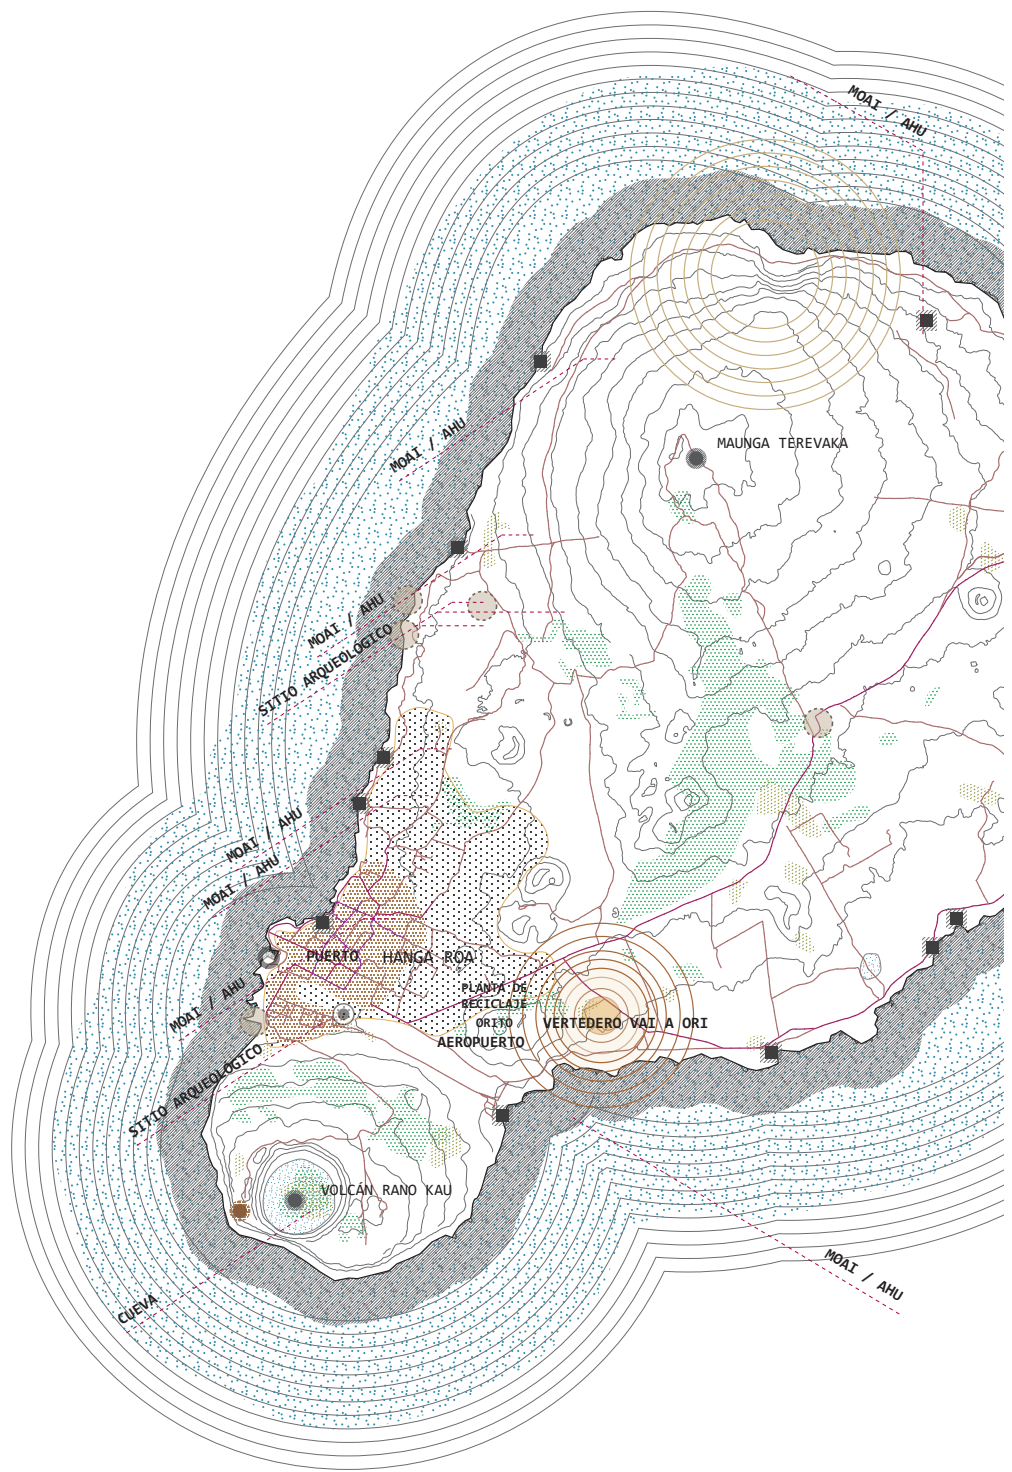 MOAI / AHU
MOAI / AHU
MAUNGA TEREVAKA
MOAI / AHU
SITIO ARQUEOLÓGICO
MOAI / AHU
MOAI / AHU
PUERTO
HANGA ROA
PLANTA DE
RECICLAJE
ORITO
VERTEDERO VAI A ORI
AEROPUERTO
MOAI / AHU
SITIO ARQUEOLÓGICO
VOLCÁN RANO KAU
MOAI / AHU
CUEVA